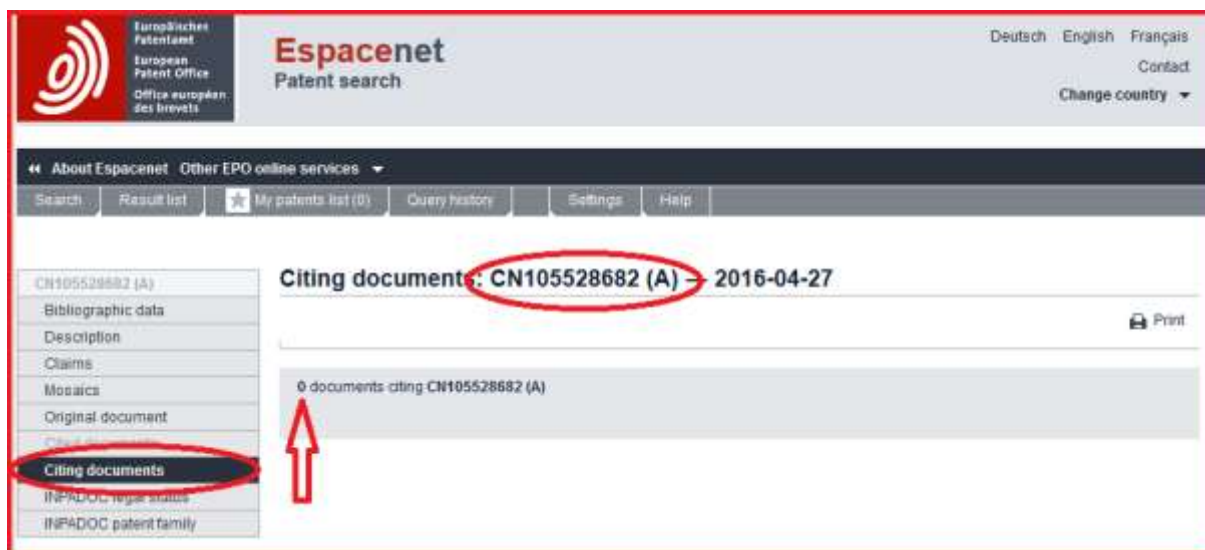 Europäisches
Patentamt
European
Patent Office
Office européen
des brevets
Espacenet
Patent search
Deutsch English Français
Contact
Change country
About Espacenet Other EPO online services
Search Result list My patents list (0) Query history Settings Help
CN105528682 (A)
Bibliographic data
Description
Claims
Mosaics
Original document
Cited documents
Citing documents
INPADOC legal status
INPADOC patent family
Citing documents: CN105528682 (A) — 2016-04-27
Print
0 documents citing CN105528682 (A)